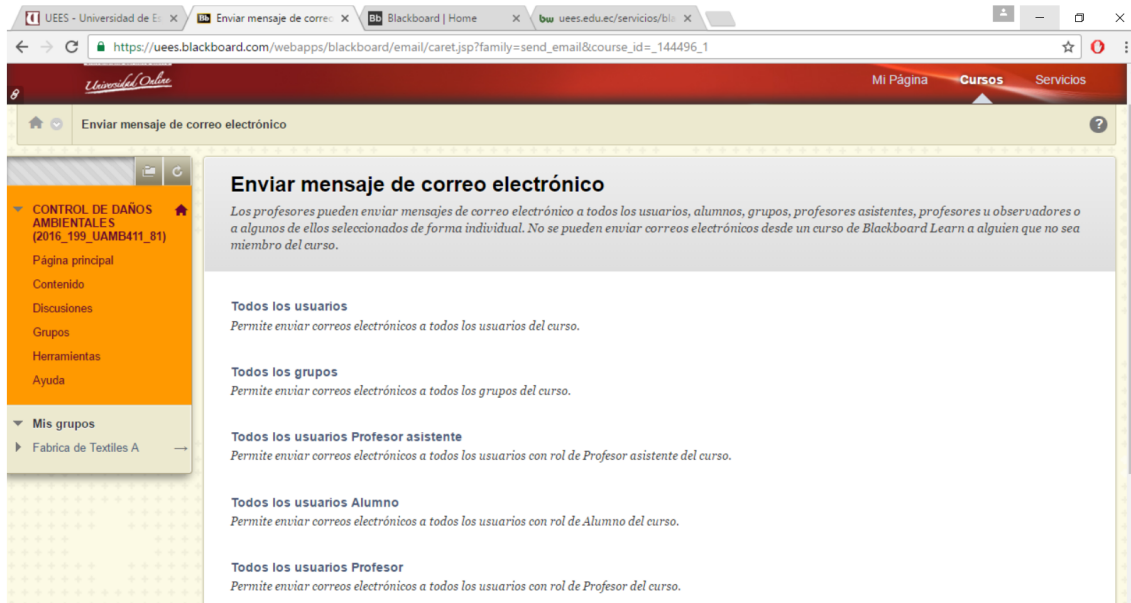 UEES - Universidad de Es
Enviar mensaje de correo
Blackboard | Home
uees.edu.ec/servicios/bla
https://uees.blackboard.com/webapps/blackboard/email/caret.jsp?family=send_email&course_id=_144496_1
Universidad Online
Mi Página
Cursos
Servicios
Enviar mensaje de correo electrónico
CONTROL DE DAÑOS
AMBIENTALES
(2016_199_UAMB411_81)
Página principal
Contenido
Discusiones
Grupos
Herramientas
Ayuda
Mis grupos
Fabrica de Textiles A
Enviar mensaje de correo electrónico
Los profesores pueden enviar mensajes de correo electrónico a todos los usuarios, alumnos, grupos, profesores asistentes, profesores u observadores o
a algunos de ellos seleccionados de forma individual. No se pueden enviar correos electrónicos desde un curso de Blackboard Learn a alguien que no sea
miembro del curso.
Todos los usuarios
Permite enviar correos electrónicos a todos los usuarios del curso.
Todos los grupos
Permite enviar correos electrónicos a todos los grupos del curso.
Todos los usuarios Profesor asistente
Permite enviar correos electrónicos a todos los usuarios con rol de Profesor asistente del curso.
Todos los usuarios Alumno
Permite enviar correos electrónicos a todos los usuarios con rol de Alumno del curso.
Todos los usuarios Profesor
Permite enviar correos electrónicos a todos los usuarios con rol de Profesor del curso.